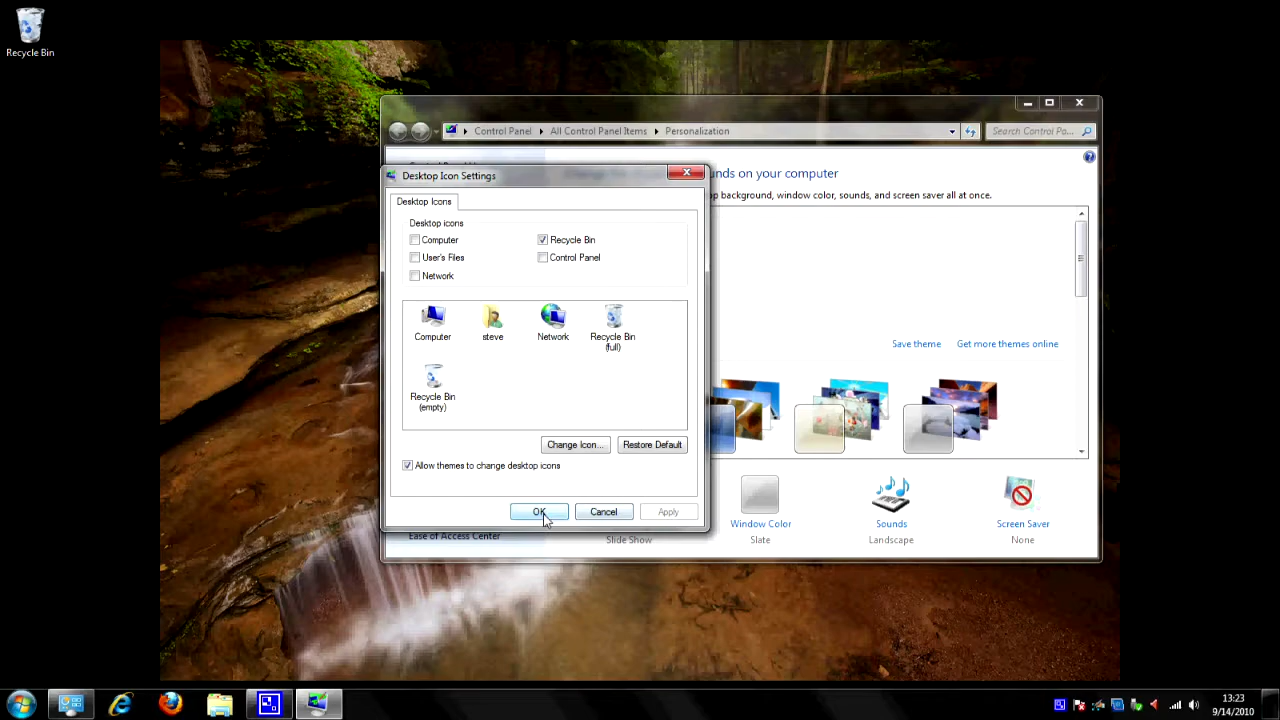 Recycle Bin
Control Panel
All Control Panel Items
Personalization
Search Control Pa...
Desktop Icon Settings
unds on your computer
Desktop Icons
op background, window color, sounds, and screen saver all at once.
Desktop icons
Computer
Recycle Bin
User's Files
Control Panel
Network
Computer
steve
Network
Recycle Bin
(full)
Save theme
Get more themes online
Recycle Bin
(empty)
Change Icon...
Restore Default
Allow themes to change desktop icons
OK
Cancel
Apply
Window Color
Sounds
Screen Saver
Ease of Access Center
Slide Show
Slate
Landscape
None
13:23
9/14/2010